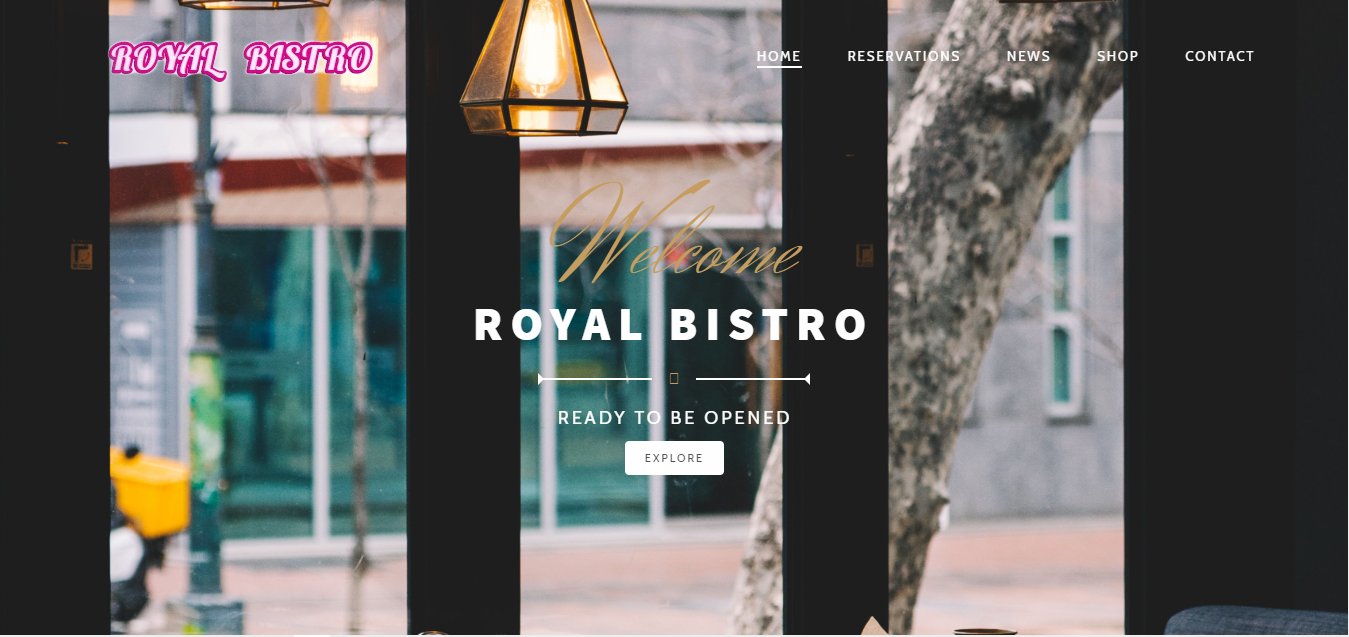 ROYAL BISTRO
HOME RESERVATIONS NEWS SHOP CONTACT
Welcome
ROYAL BISTRO
READY TO BE OPENED
EXPLORE